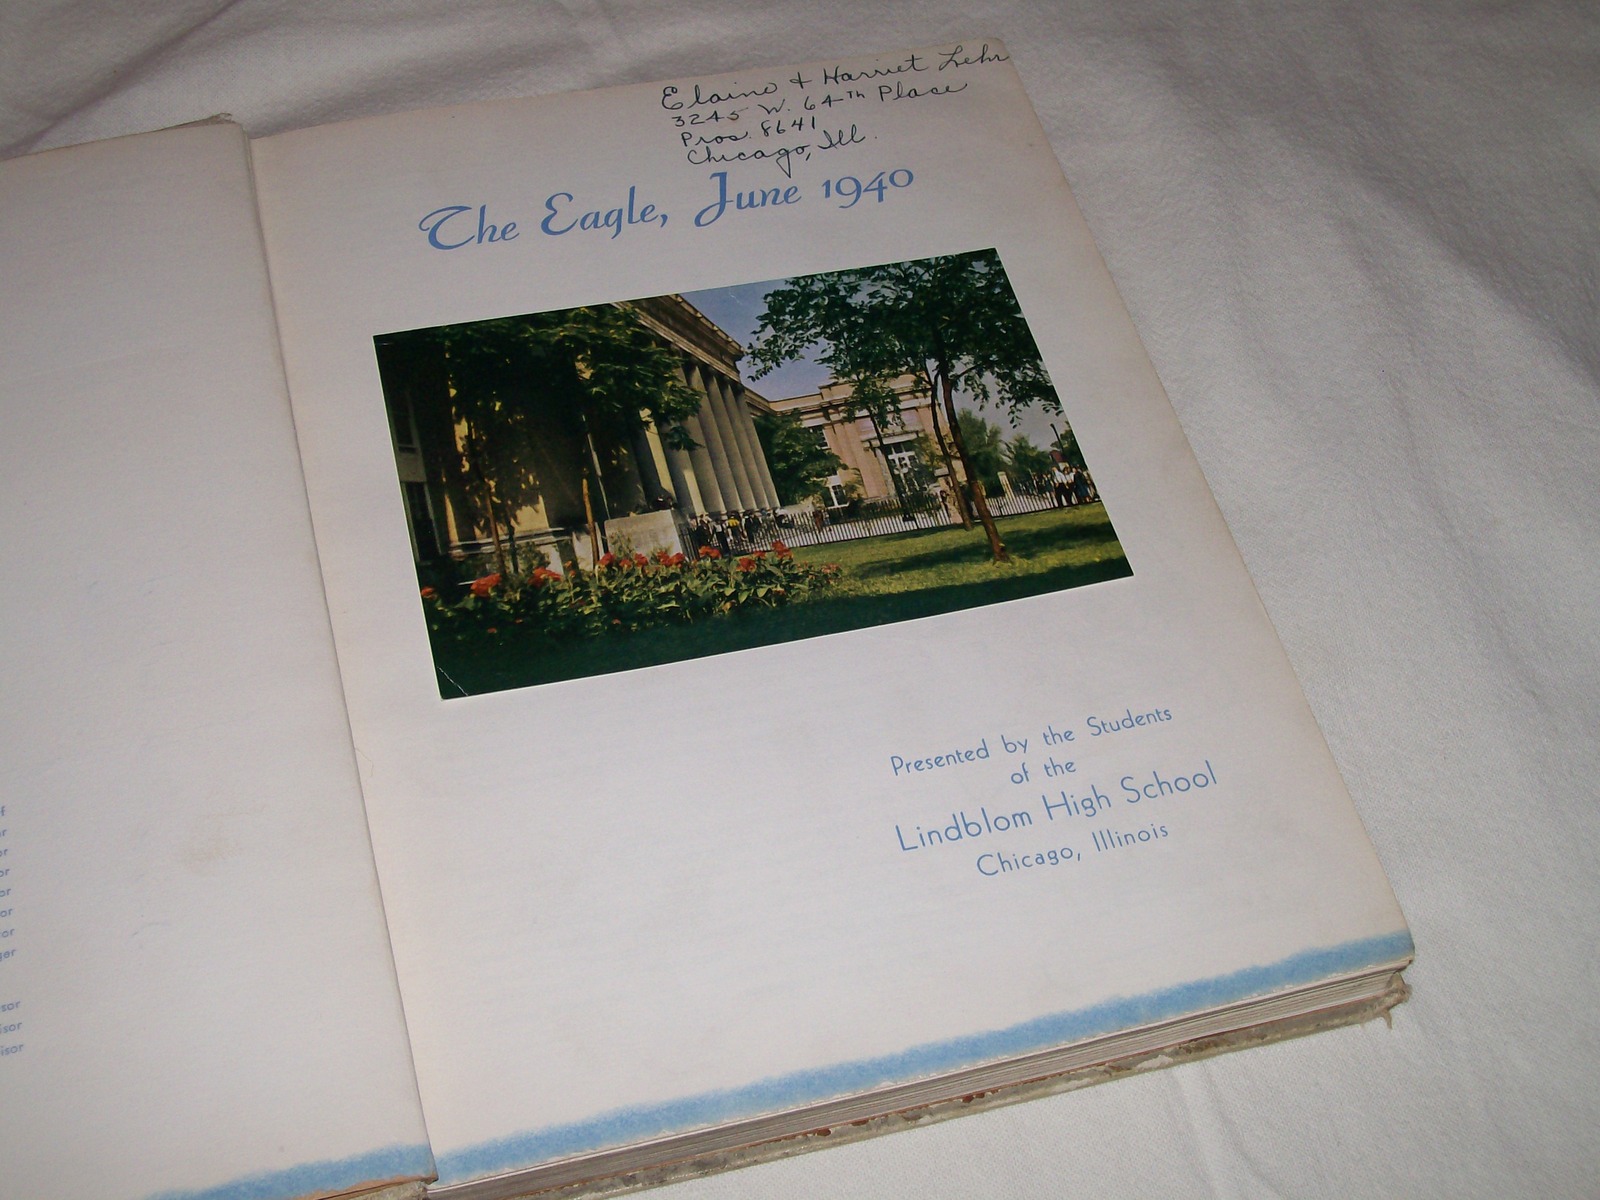 Elaine & Harriet Lehr
3245 W. 64th Place
Pros. 8641
Chicago, Ill.
The Eagle, June 1940
Presented by the Students
of the
Lindblom High School
Chicago, Illinois